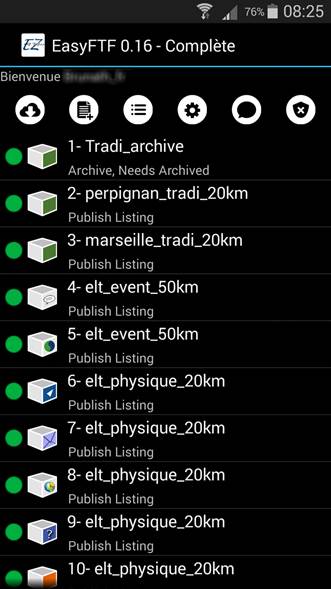 76% 08:25
EZ EasyFTF 0.16 - Complète
Bienvenue
1- Tradi_archive
Archive, Needs Archived
2- perpignan_tradi_20km
Publish Listing
3- marseille_tradi_20km
Publish Listing
4- elt_event_50km
Publish Listing
5- elt_event_50km
Publish Listing
6- elt_physique_20km
Publish Listing
7- elt_physique_20km
Publish Listing
8- elt_physique_20km
Publish Listing
9- elt_physique_20km
Publish Listing
10- elt_physique_20km